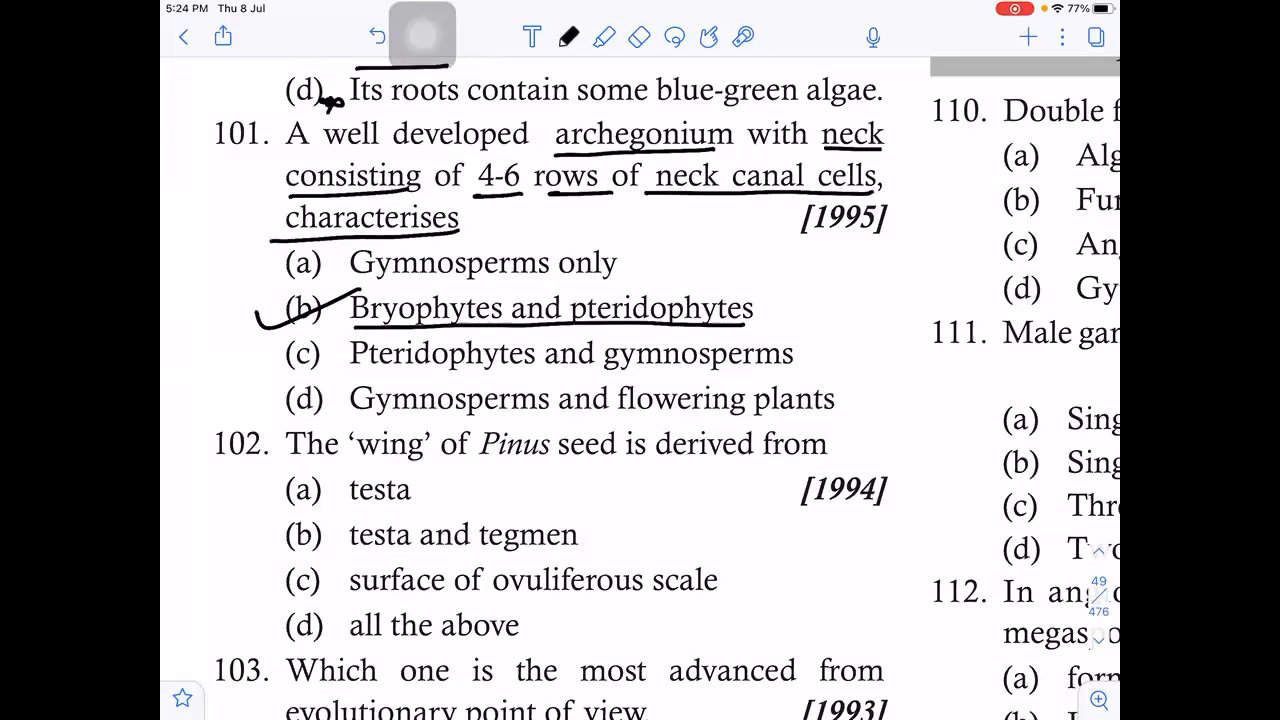 5:24 PM Thu 8 Jul
77%
(d) Its roots contain some blue-green algae.
101. A well developed archegonium with neck
consisting of 4-6 rows of neck canal cells,
characterises [1995]
(a) Gymnosperms only
(b) Bryophytes and pteridophytes
(c) Pteridophytes and gymnosperms
(d) Gymnosperms and flowering plants
102. The ‘wing’ of Pinus seed is derived from
(a) testa [1994]
(b) testa and tegmen
(c) surface of ovuliferous scale
(d) all the above
103. Which one is the most advanced from
evolutionary point of view. [1993]
110. Double f
(a) Alg
(b) Fun
(c) An
(d) Gy
111. Male gar
(a) Sing
(b) Sing
(c) Thr
(d) Tw
49
476
112. In
megas
(a) forn